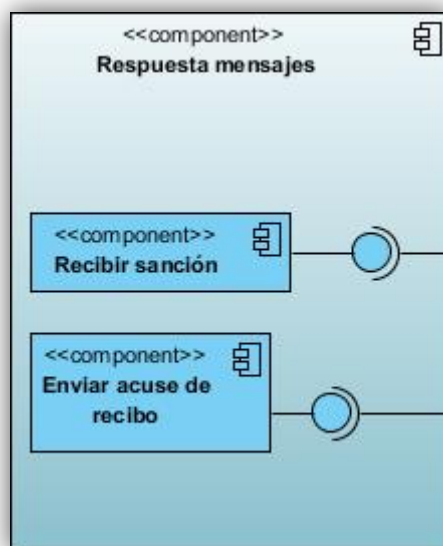 <<component>>
Respuesta mensajes
<<component>>
Recibir sanción
<<component>>
Enviar acuse de
recibo